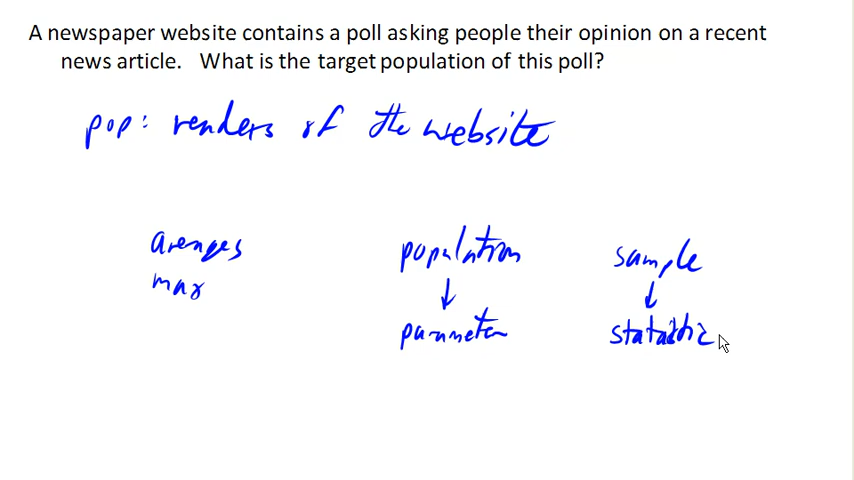 A newspaper website contains a poll asking people their opinion on a recent
news article. What is the target population of this poll?
pop: readers of the website
averages population sample
max ↓ ↓
parameter statistic